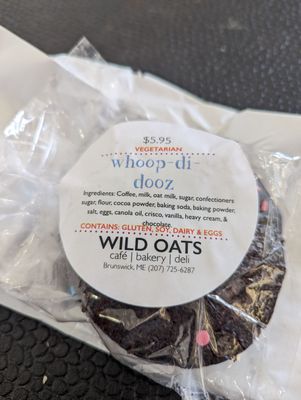 $5.95
VEGETARIAN
whoop-di-
dooz
Ingredients: Coffee, milk, oat milk, sugar, confectioners
sugar, flour, cocoa powder, baking soda, baking powder,
salt, eggs, canola oil, crisco, vanilla, heavy cream, &
chocolate.
CONTAINS: GLUTEN, SOY, DAIRY & EGGS
WILD OATS
café | bakery | deli
Brunswick, ME (207) 725-6287